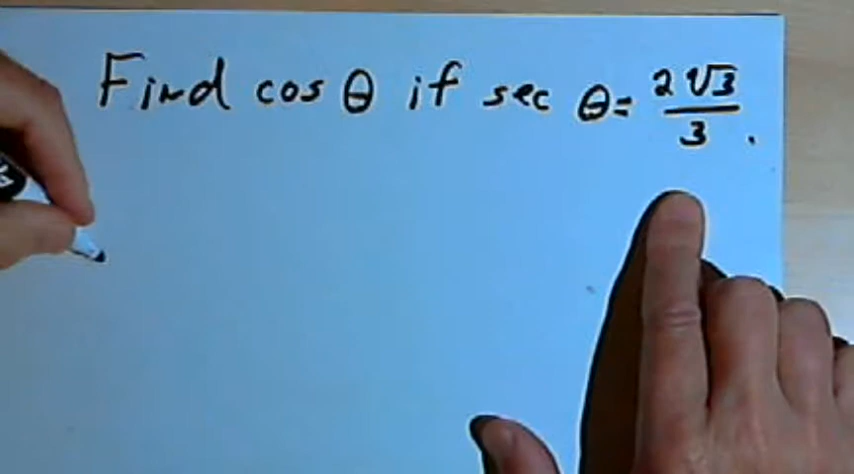 Find cos θ if sec θ = 2√3/3.